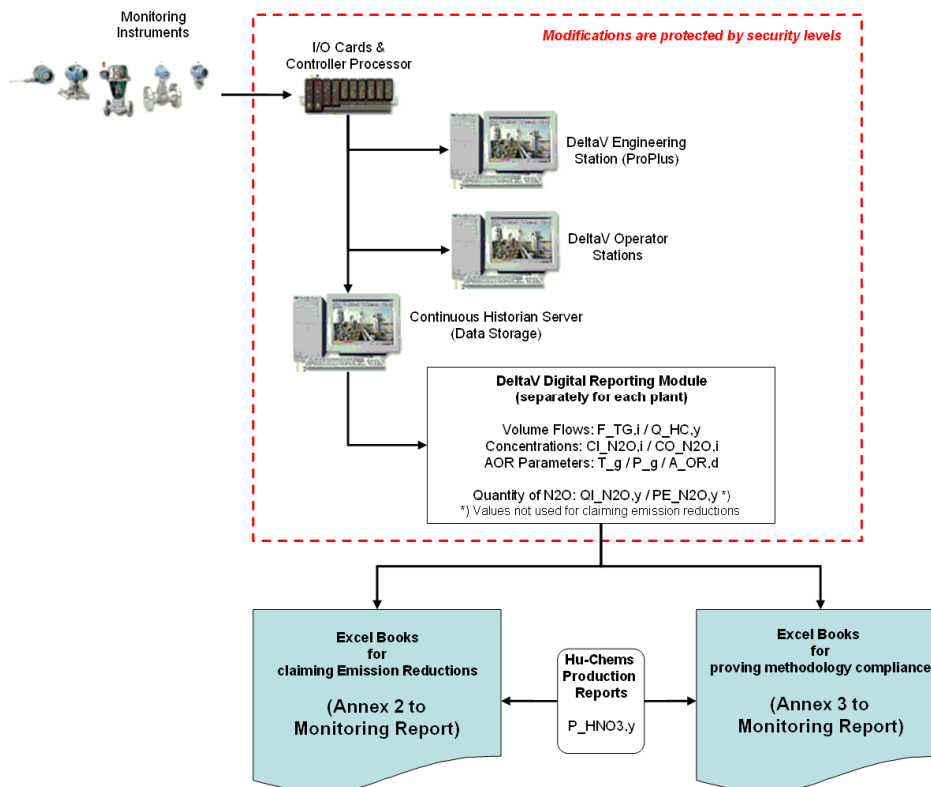 Monitoring
Instruments
I/O Cards &
Controller Processor
Modifications are protected by security levels
DeltaV Engineering
Station (ProPlus)
DeltaV Operator
Stations
Continuous Historian Server
(Data Storage)
DeltaV Digital Reporting Module
(separately for each plant)
Volume Flows: F_TG,i / Q_HC,y
Concentrations: CI_N2O,i / CO_N2O,i
AOR Parameters: T_g / P_g / A_OR,d
Quantity of N2O: QI_N2O,y / PE_N2O,y *)
*) Values not used for claiming emission reductions
Excel Books
for
claiming Emission Reductions
(Annex 2 to
Monitoring Report)
Hu-Chems
Production
Reports
P_HNO3,y
Excel Books
for
proving methodology compliance
(Annex 3 to
Monitoring Report)